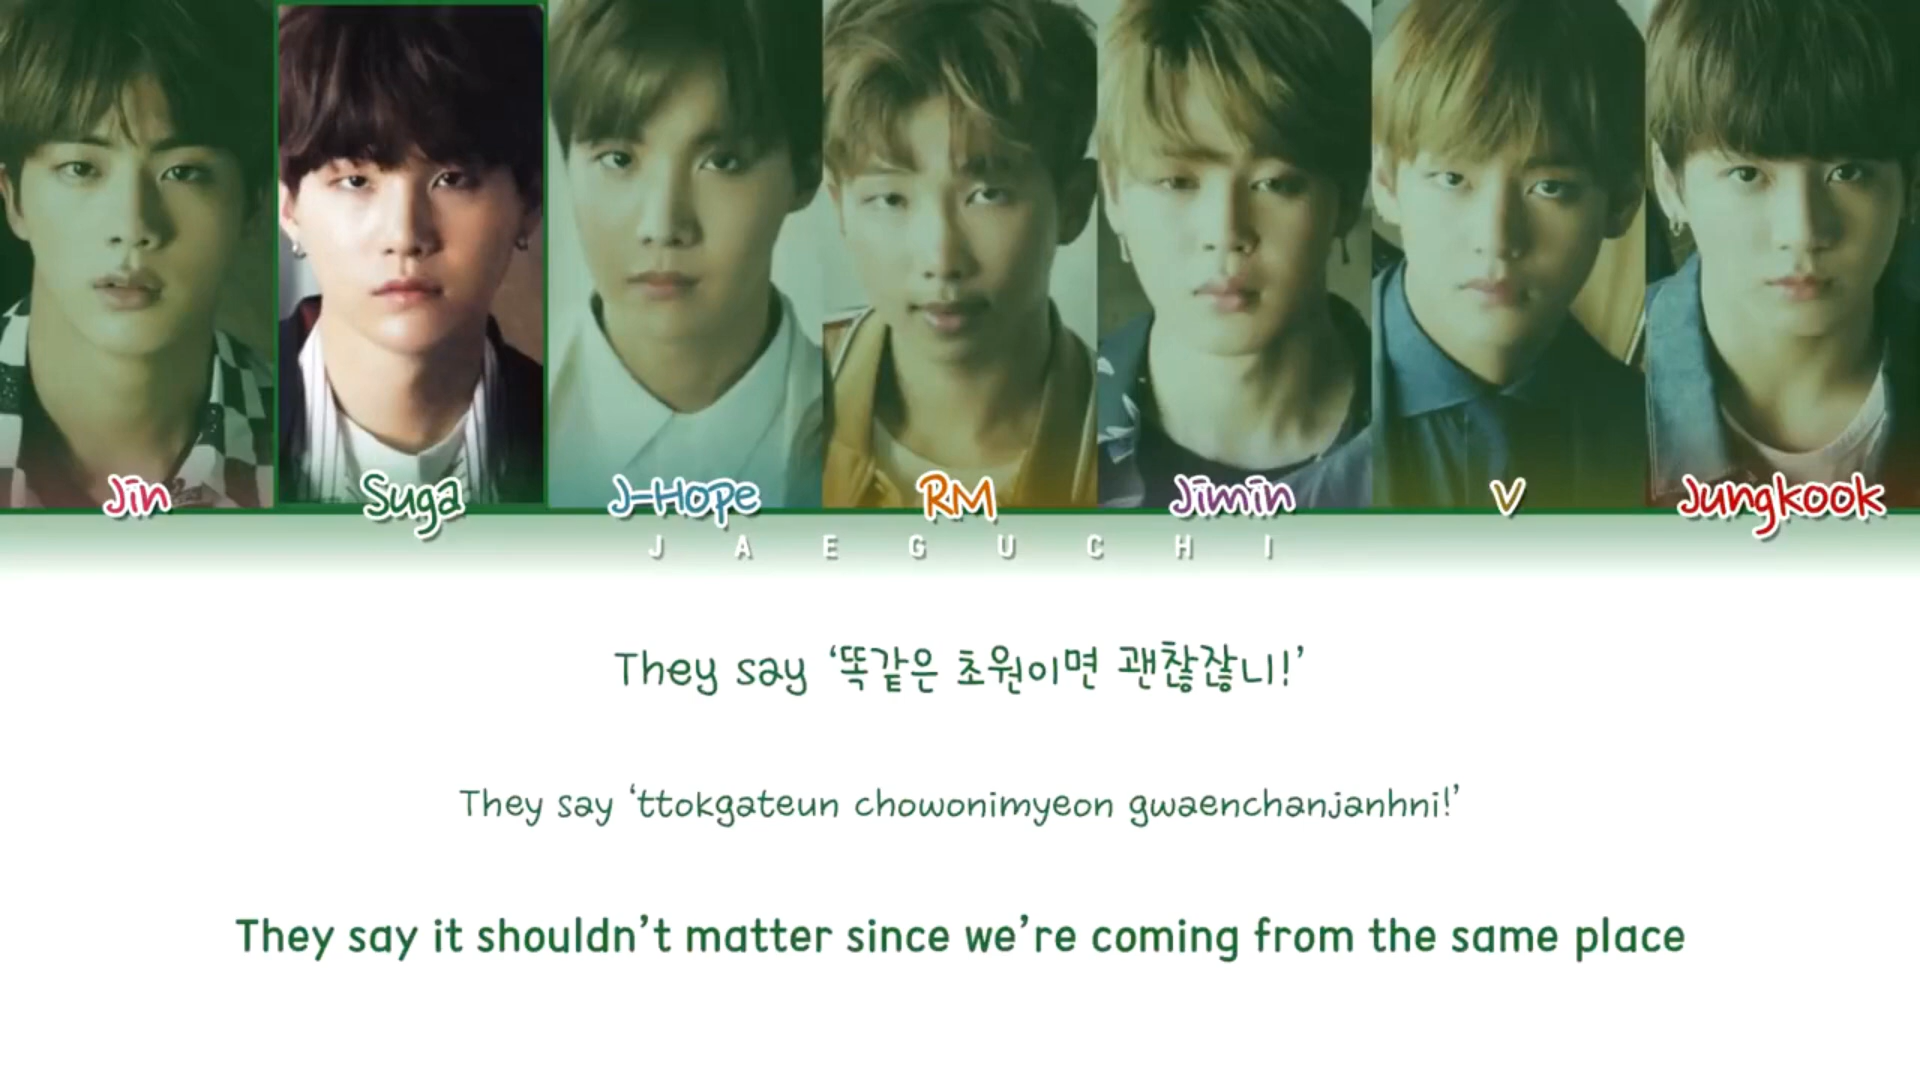 Jin Suga J-Hope RM Jimin V Jungkook
J A E G U C H I
They say ‘똑같은 초원이면 괜찮잖니!’
They say ‘ttokgateun chowonimyeon gwaenchanjanhni!’
They say it shouldn’t matter since we’re coming from the same place